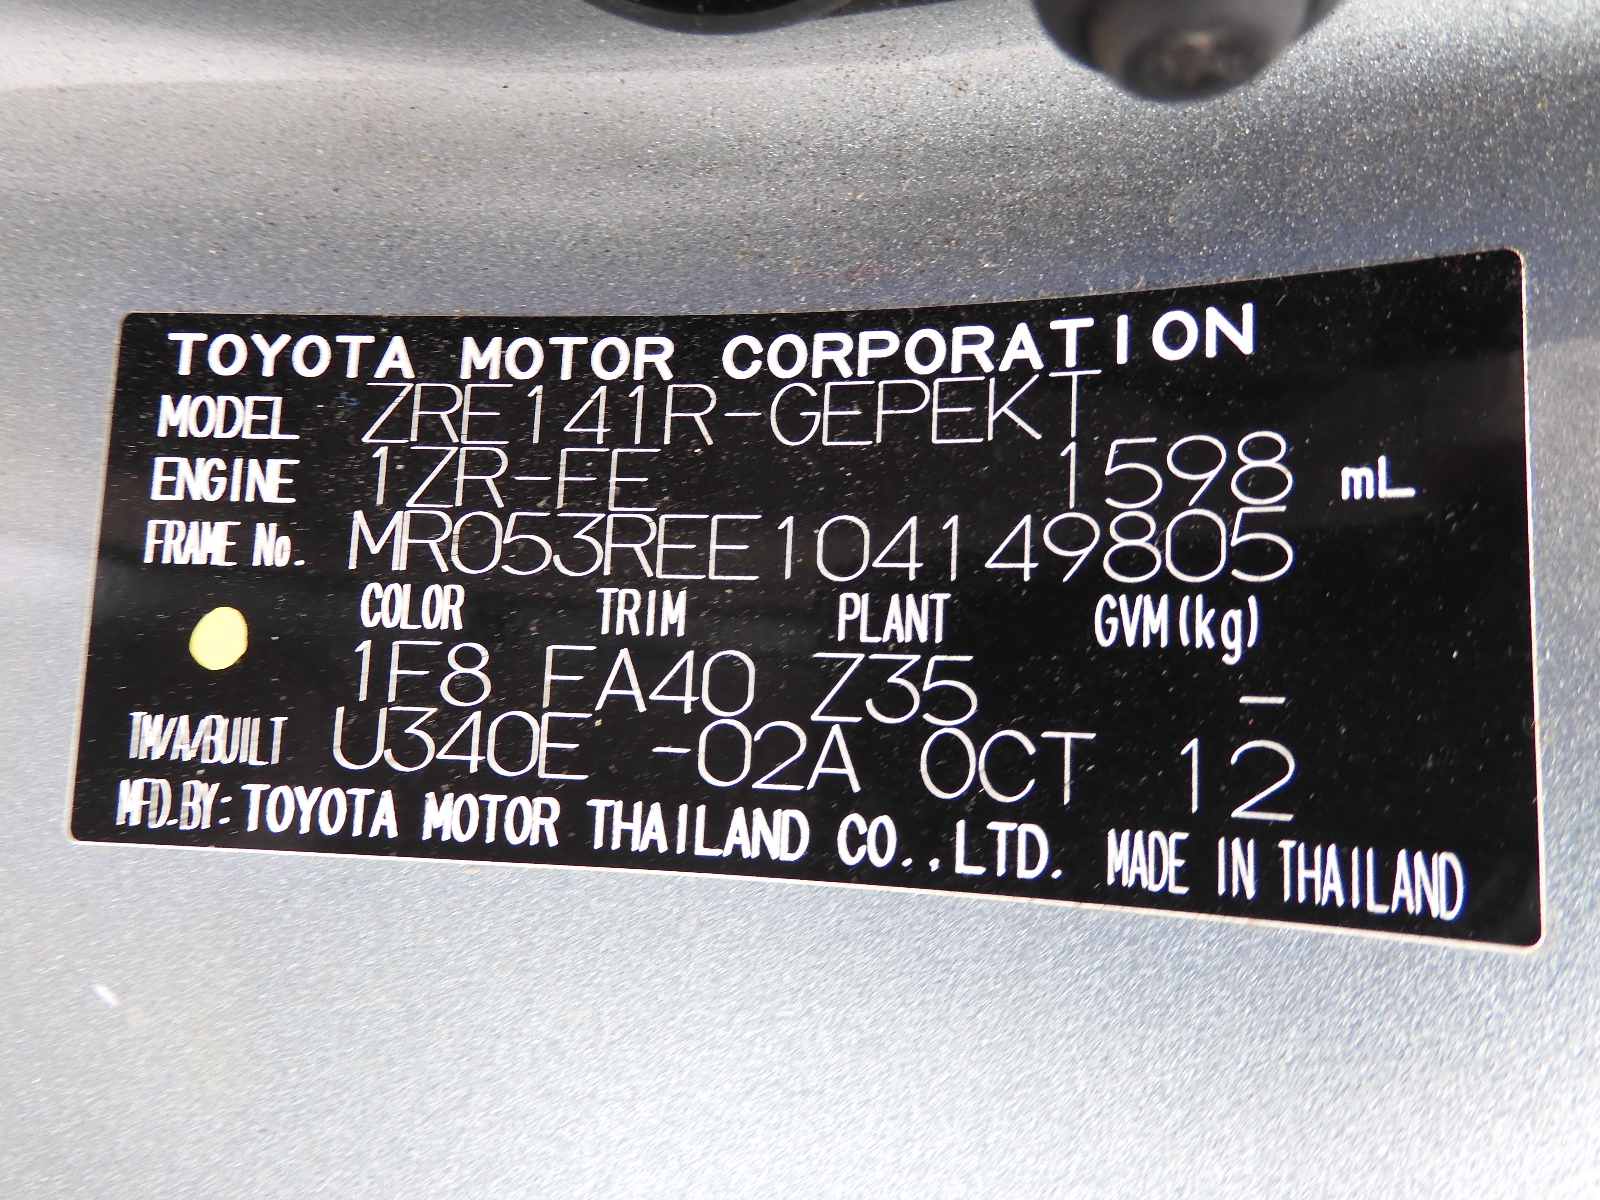 TOYOTA MOTOR CORPORATION
MODEL ZRE141R-GEPEKT
ENGINE 1ZR-FE 1598 mL
FRAME No. MR053REE104149805
COLOR TRIM PLANT GVM(kg)
1F8 FA40 Z35 -
TM/A/BUILT U340E -02A OCT 12
MFD.BY: TOYOTA MOTOR THAILAND CO.,LTD. MADE IN THAILAND